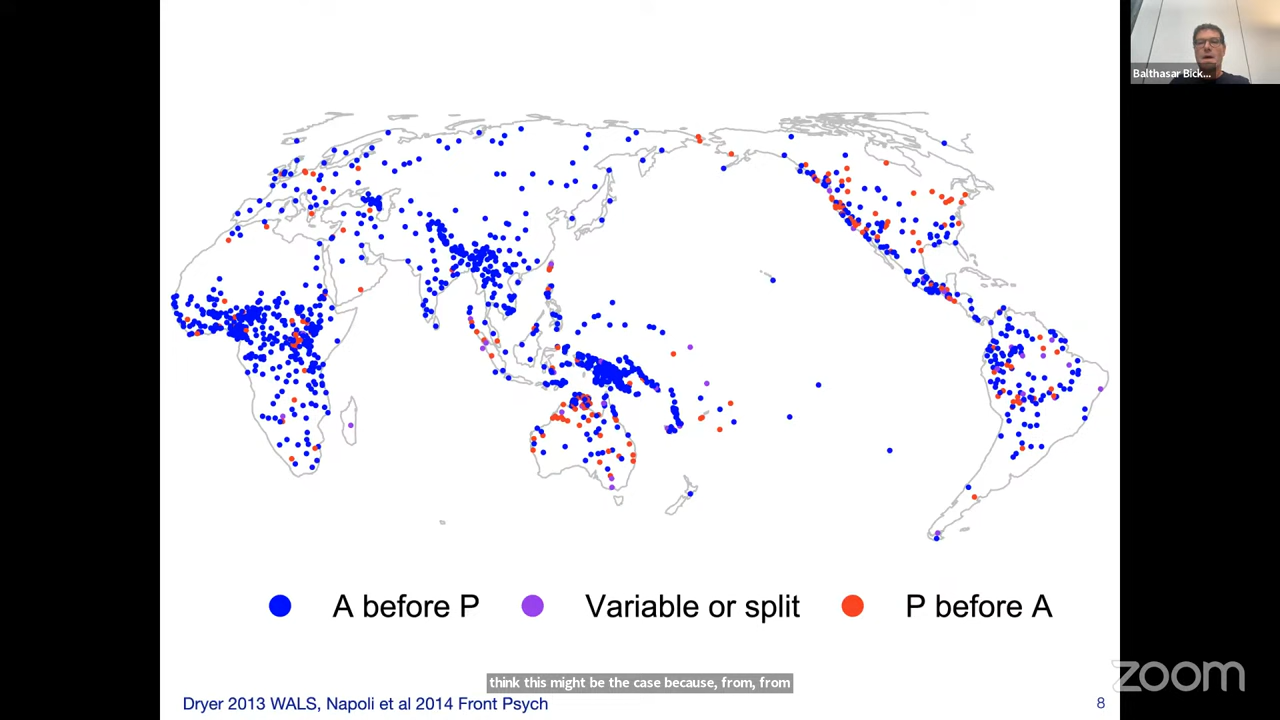 Balthasar Bick...
A before P
Variable or split
P before A
think this might be the case because, from, from
zoom
Dryer 2013 WALS, Napoli et al 2014 Front Psych
8